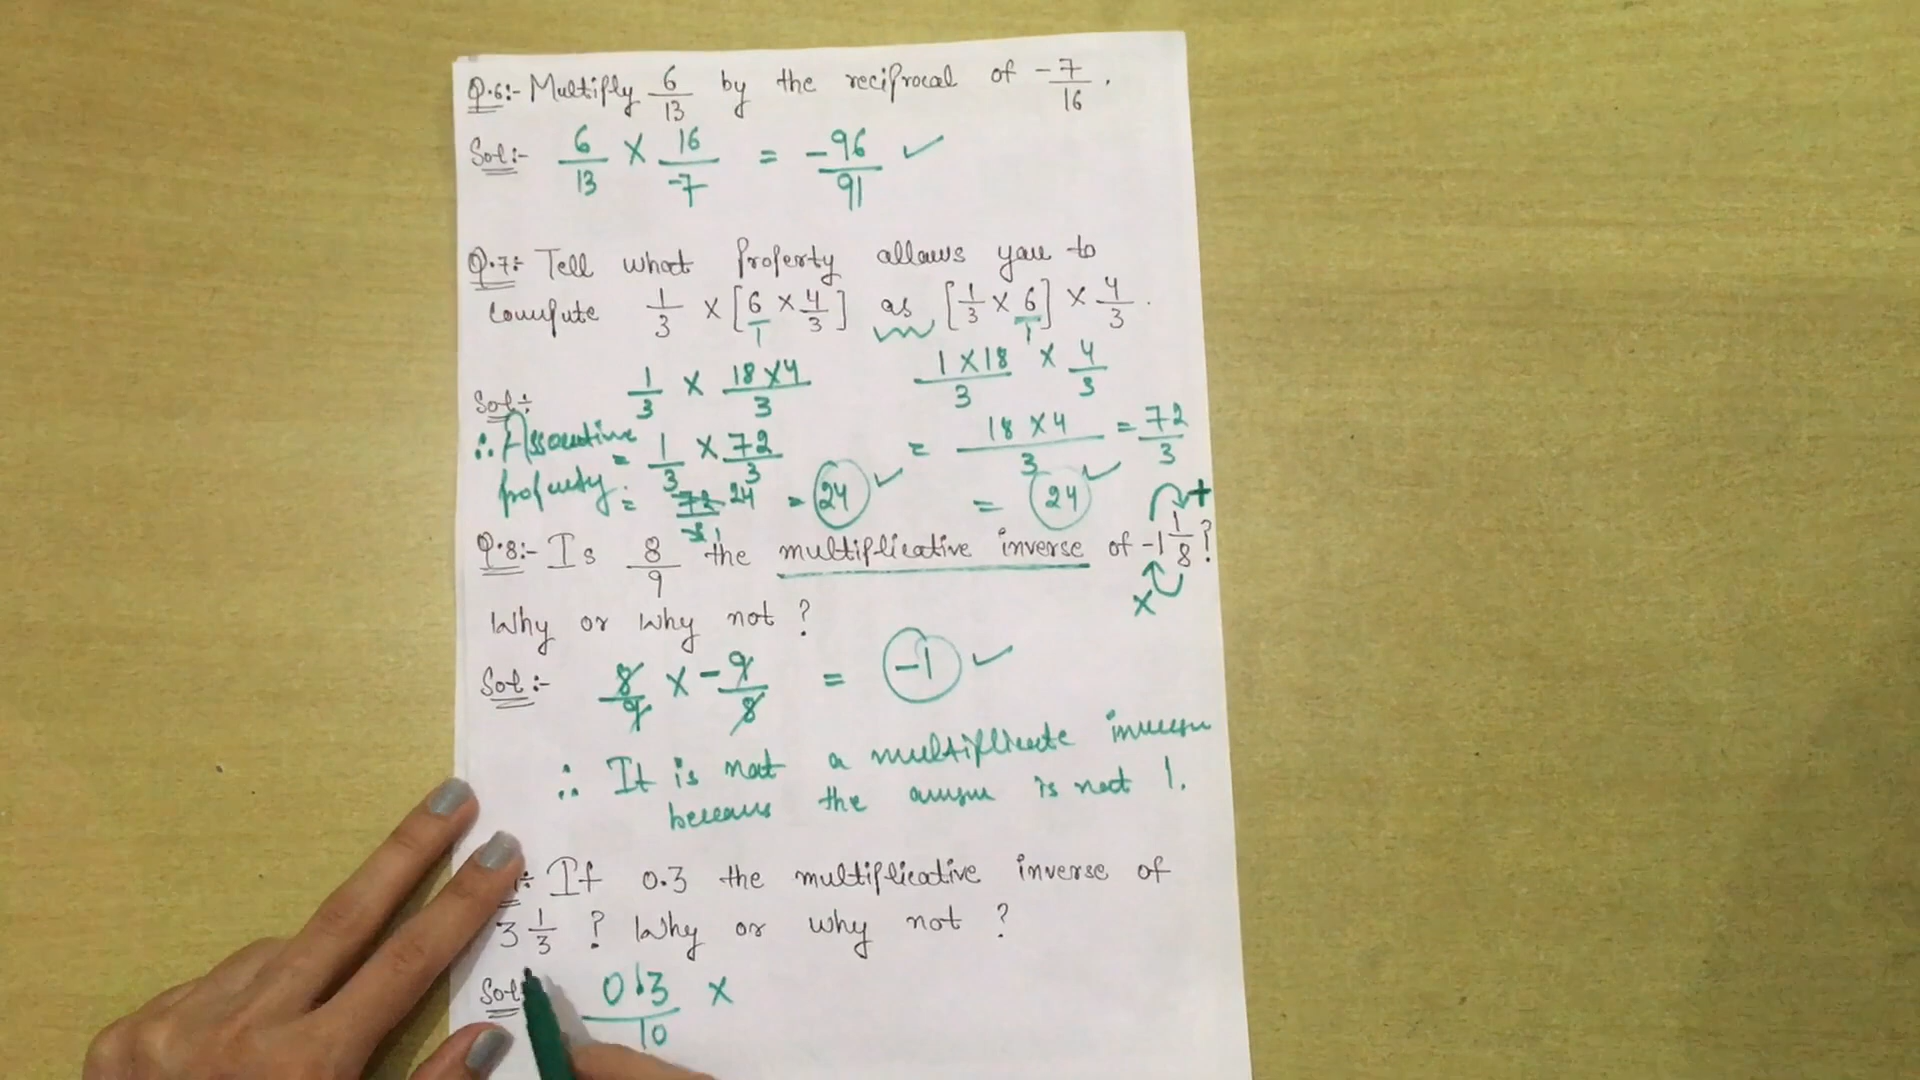 Q.6:- Multiply 6/13 by the reciprocal of -7/16.
Sol:- 6/13 × 16/-7 = -96/91 ✓
Q.7:- Tell what property allows you to
compute 1/3 × [6/1 × 4/3] as [1/3 × 6/1] × 4/3.
Sol:- 1/3 × 18×4/3
1×18/3 × 4/3
∴ Assoutive = 1/3 × 72/3
= 18×4/3 = 72/3
property = 72/3 24 1 = 24 ✓
= 24 ✓
Q.8:- Is 8/9 the multiplicative inverse of -1 1/8?
+
×
Why or why not?
Sol:- 8/9 × -9/8 = -1 ✓
∴ It is not a multiplicate
the is not 1.
:- If 0.3 the multiplicative inverse of
3 1/3? Why or why not?
Sol: 0.3/10 ×